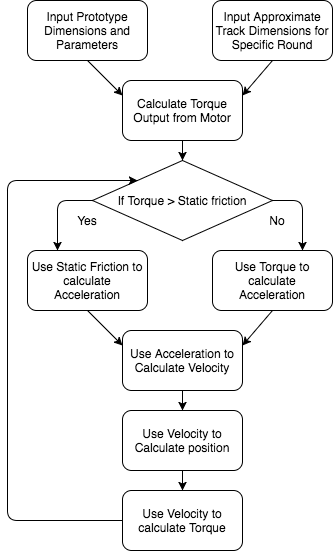 Input Prototype
Dimensions and
Parameters
Input Approximate
Track Dimensions for
Specific Round
Calculate Torque
Output from Motor
If Torque > Static friction
Yes
No
Use Static Friction to
calculate
Acceleration
Use Torque to
calculate
Acceleration
Use Acceleration to
Calculate Velocity
Use Velocity to
Calculate position
Use Velocity to
calculate Torque